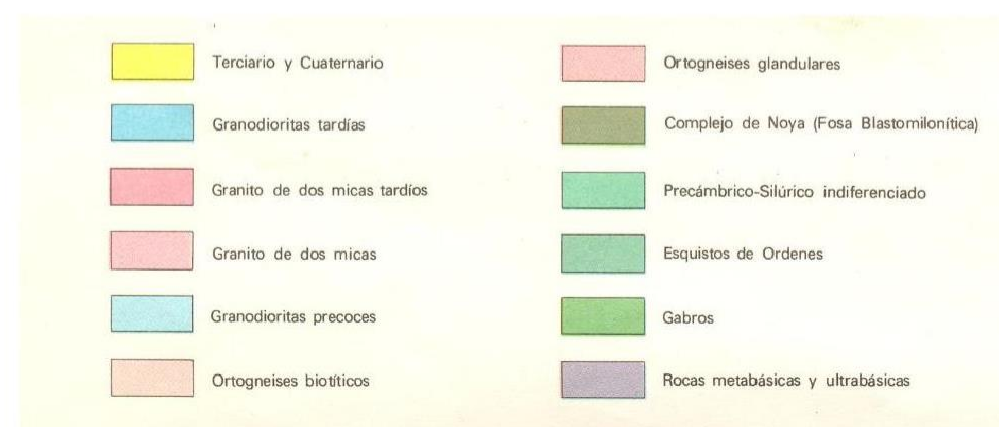 Terciario y Cuaternario
Granodioritas tardías
Granito de dos micas tardíos
Granito de dos micas
Granodioritas precoces
Ortogneises biotíticos
Ortogneises glandulares
Complejo de Noya (Fosa Blastomilonítica)
Precámbrico-Silúrico indiferenciado
Esquistos de Ordenes
Gabros
Rocas metabásicas y ultrabásicas